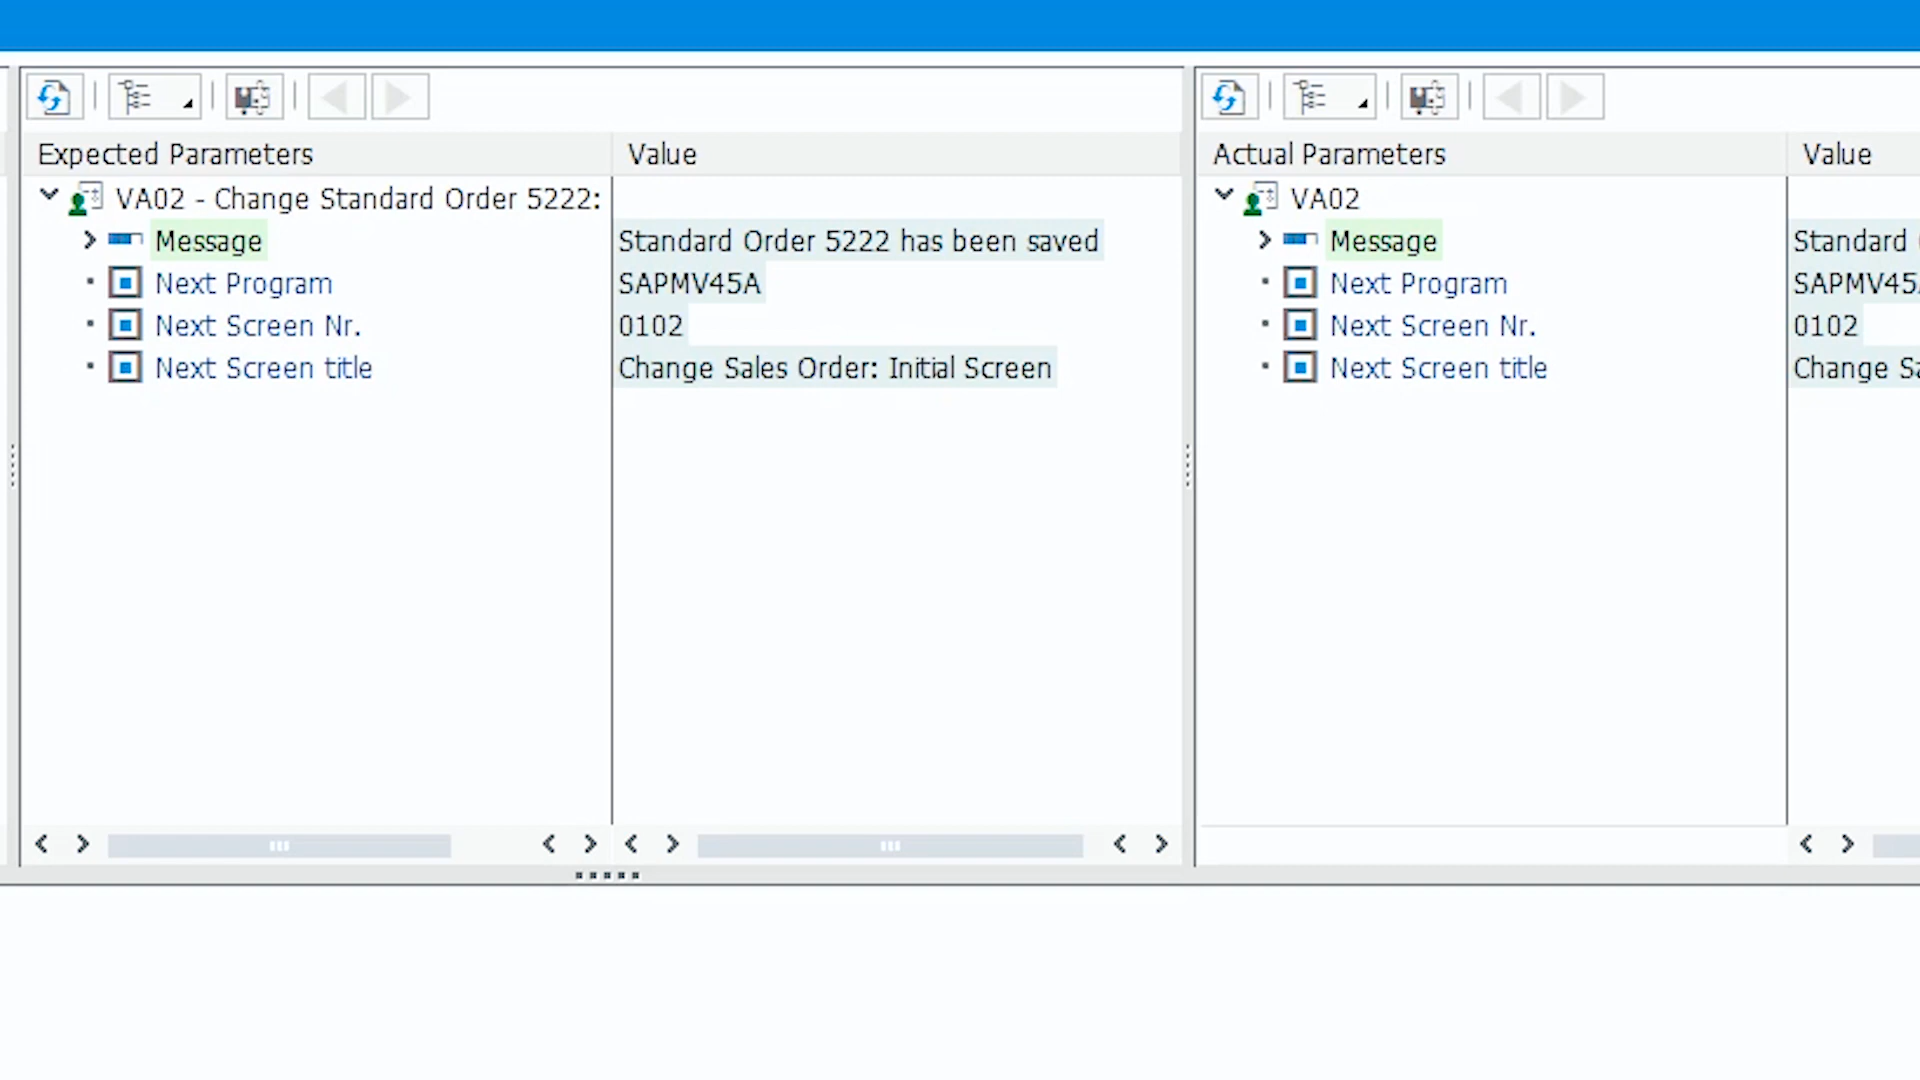 Expected Parameters Value
VA02 - Change Standard Order 5222:
Message Standard Order 5222 has been saved
Next Program SAPMV45A
Next Screen Nr. 0102
Next Screen title Change Sales Order: Initial Screen
Actual Parameters Value
VA02
Message Standard
Next Program SAPMV45
Next Screen Nr. 0102
Next Screen title Change Sa